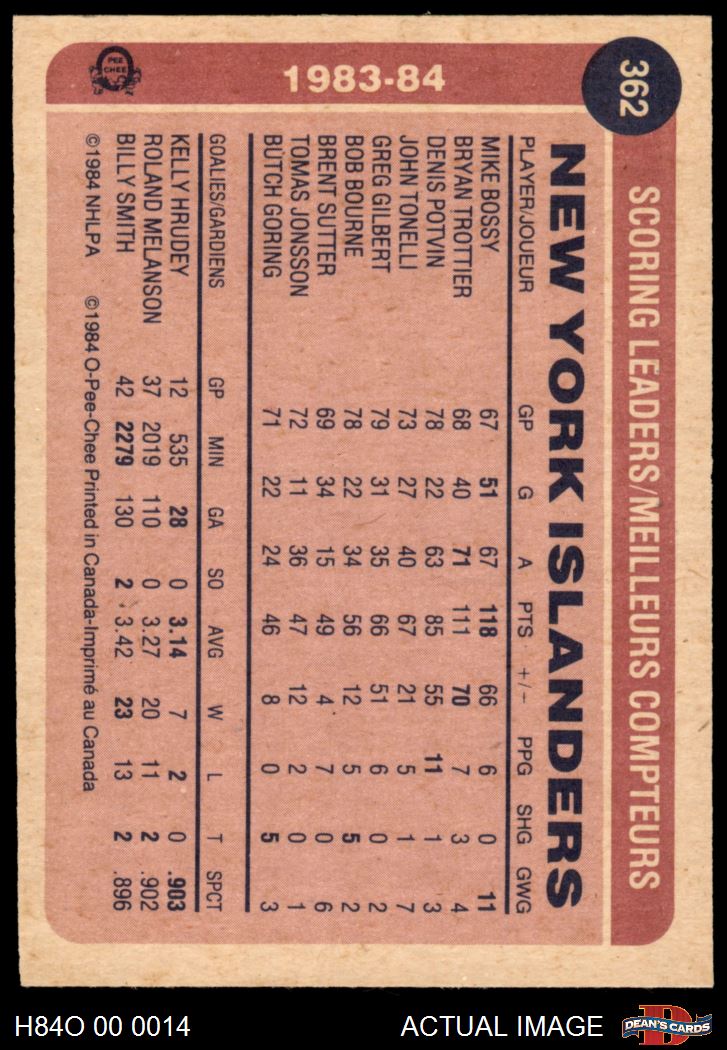 362
SCORING LEADERS/MEILLEURS COMPTEURS
NEW YORK ISLANDERS
1983-84
O PEE CHEE
PLAYER/JOUEUR GP G A PTS +/- PPG SHG GWG
MIKE BOSSY 67 51 67 118 66 6 0 11
BRYAN TROTTIER 68 40 71 111 70 7 3 4
DENIS POTVIN 78 22 63 85 55 11 1 3
JOHN TONELLI 73 27 40 67 21 5 1 7
GREG GILBERT 79 31 35 66 51 6 0 2
BOB BOURNE 78 22 34 56 12 5 5 2
BRENT SUTTER 69 34 15 49 4 7 0 6
TOMAS JONSSON 72 11 36 47 12 2 0 1
BUTCH GORING 71 22 24 46 8 0 5 3
GOALIES/GARDIENS GP MIN GA SO AVG W L T SPCT
KELLY HRUDEY 12 535 28 0 3.14 7 2 0 .903
ROLAND MELANSON 37 2019 110 0 3.27 20 11 2 .902
BILLY SMITH 42 2279 130 2 3.42 23 13 2 .896
©1984 NHLPA ©1984 O-Pee-Chee Printed in Canada-Imprimé au Canada
H84O 00 0014 ACTUAL IMAGE D DEAN'S CARDS